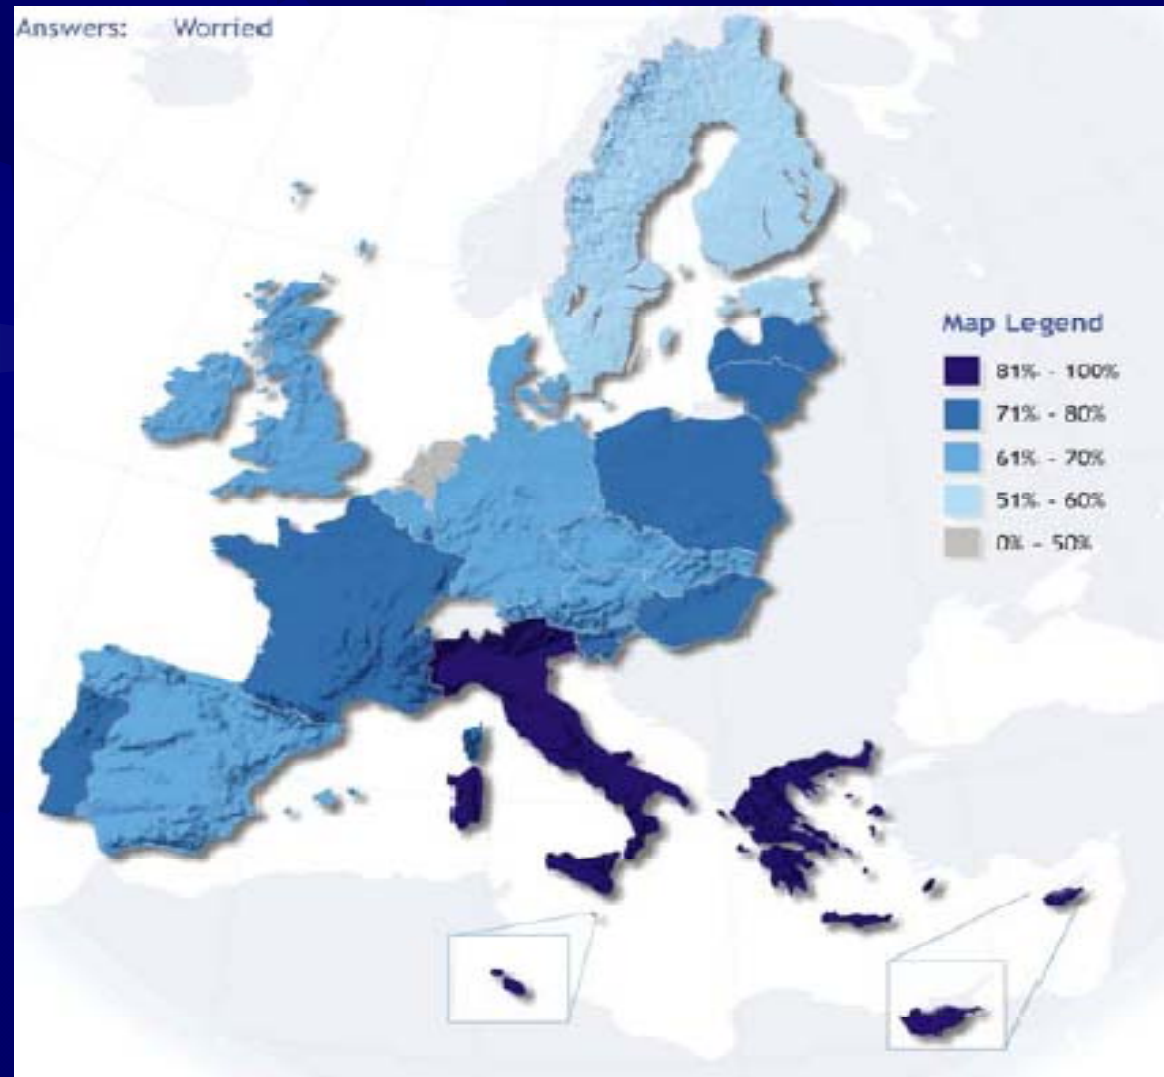 Answers: Worried
Map Legend
81% - 100%
71% - 80%
61% - 70%
51% - 60%
0% - 50%